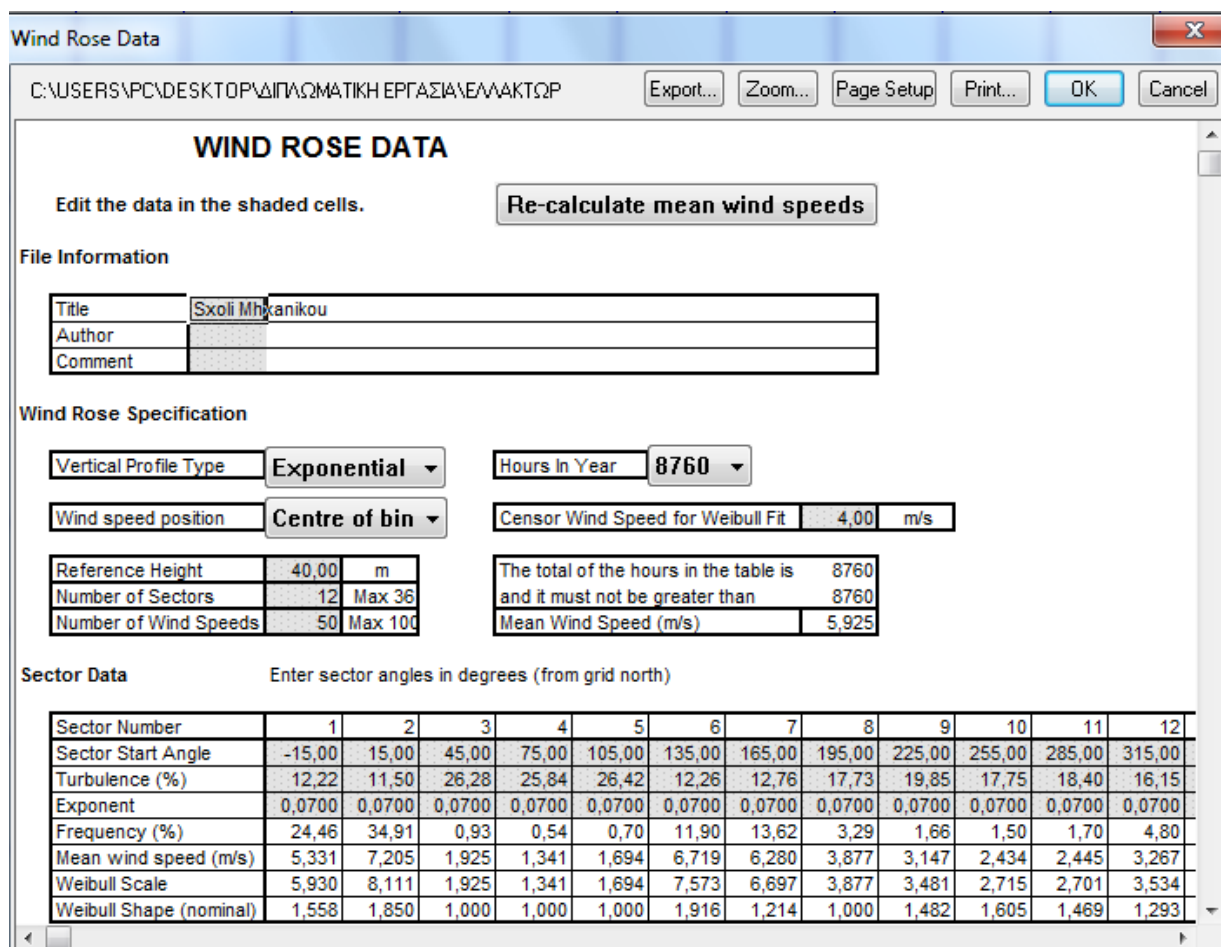 Wind Rose Data
C:\USERS\PC\DESKTOP\ΔΙΠΛΩΜΑΤΙΚΗ ΕΡΓΑΣΙΑ\ΕΛΛΑΚΤΩΡ Export... Zoom... Page Setup Print... OK Cancel
WIND ROSE DATA
Edit the data in the shaded cells. Re-calculate mean wind speeds
File Information
Title Sxoli Mhxanikou
Author
Comment
Wind Rose Specification
Vertical Profile Type Exponential Hours In Year 8760
Wind speed position Centre of bin Censor Wind Speed for Weibull Fit 4,00 m/s
Reference Height 40,00 m The total of the hours in the table is 8760
Number of Sectors 12 Max 36 and it must not be greater than 8760
Number of Wind Speeds 50 Max 100 Mean Wind Speed (m/s) 5,925
Sector Data Enter sector angles in degrees (from grid north)
Sector Number 1 2 3 4 5 6 7 8 9 10 11 12
Sector Start Angle -15,00 15,00 45,00 75,00 105,00 135,00 165,00 195,00 225,00 255,00 285,00 315,00
Turbulence (%) 12,22 11,50 26,28 25,84 26,42 12,26 12,76 17,73 19,85 17,75 18,40 16,15
Exponent 0,0700 0,0700 0,0700 0,0700 0,0700 0,0700 0,0700 0,0700 0,0700 0,0700 0,0700 0,0700
Frequency (%) 24,46 34,91 0,93 0,54 0,70 11,90 13,62 3,29 1,66 1,50 1,70 4,80
Mean wind speed (m/s) 5,331 7,205 1,925 1,341 1,694 6,719 6,280 3,877 3,147 2,434 2,445 3,267
Weibull Scale 5,930 8,111 1,925 1,341 1,694 7,573 6,697 3,877 3,481 2,715 2,701 3,534
Weibull Shape (nominal) 1,558 1,850 1,000 1,000 1,000 1,916 1,214 1,000 1,482 1,605 1,469 1,293